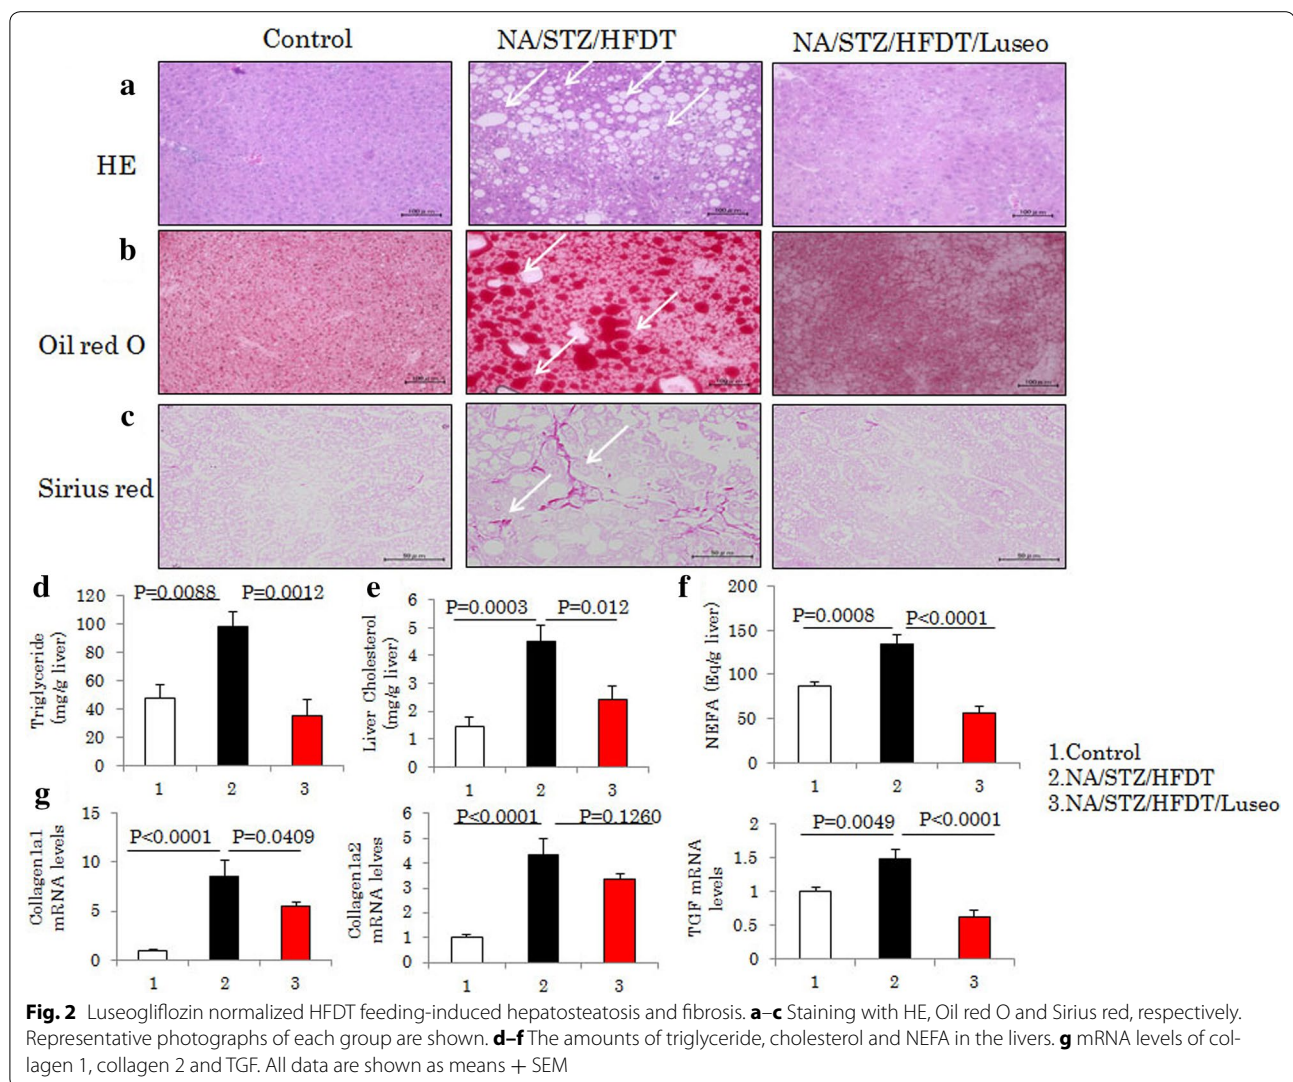 Control NA/STZ/HFDT NA/STZ/HFDT/Luseo
a
HE
100μm 100μm 100μm
b
Oil red O
100μm 100μm 100μm
c
Sirius red
50μm 50μm 50μm
d
P=0.0088 P=0.0012
Triglyceride
(mg/g liver)
120
100
80
60
40
20
0
1 2 3
e
P=0.0003 P=0.012
Liver Cholesterol
(mg/g liver)
6
5
4
3
2
1
0
1 2 3
f
P=0.0008 P<0.0001
NEFA (Eq/g liver)
200
150
100
50
0
1 2 3
1.Control
2.NA/STZ/HFDT
3.NA/STZ/HFDT/Luseo
g
P<0.0001 P=0.0409
Collagen1a1
mRNA levels
15
10
5
0
1 2 3
P<0.0001 P=0.1260
Collagen1a2
mRNA lelves
6
5
4
3
2
1
0
1 2 3
P=0.0049 P<0.0001
TGF mRNA
levels
2
1.5
1
0.5
0
1 2 3
Fig. 2 Luseogliflozin normalized HFDT feeding-induced hepatosteatosis and fibrosis. a–c Staining with HE, Oil red O and Sirius red, respectively.
Representative photographs of each group are shown. d–f The amounts of triglyceride, cholesterol and NEFA in the livers. g mRNA levels of col-
lagen 1, collagen 2 and TGF. All data are shown as means + SEM